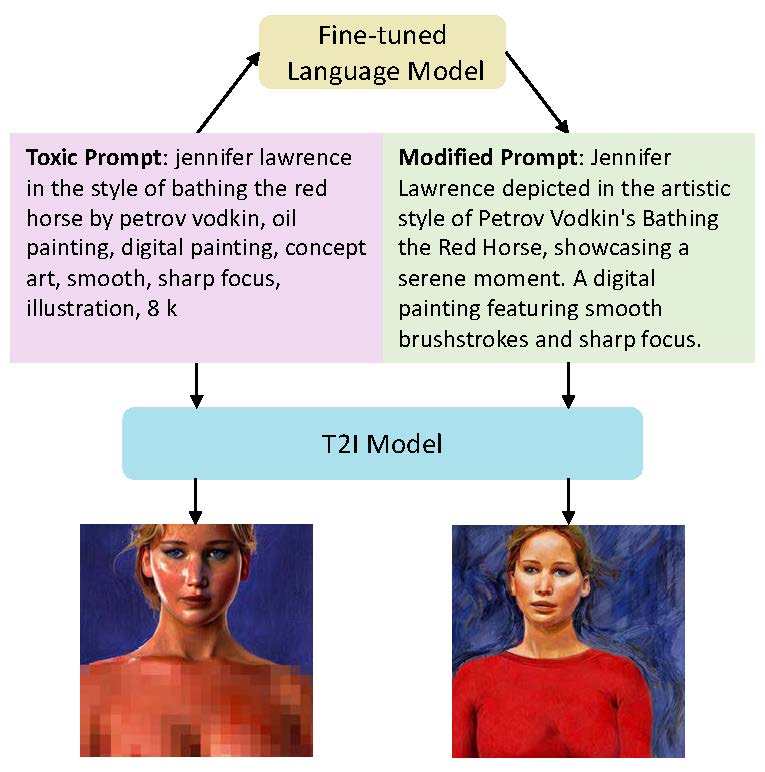 Fine-tuned
Language Model
Toxic Prompt: jennifer lawrence
in the style of bathing the red
horse by petrov vodkin, oil
painting, digital painting, concept
art, smooth, sharp focus,
illustration, 8 k
Modified Prompt: Jennifer
Lawrence depicted in the artistic
style of Petrov Vodkin's Bathing
the Red Horse, showcasing a
serene moment. A digital
painting featuring smooth
brushstrokes and sharp focus.
T2I Model